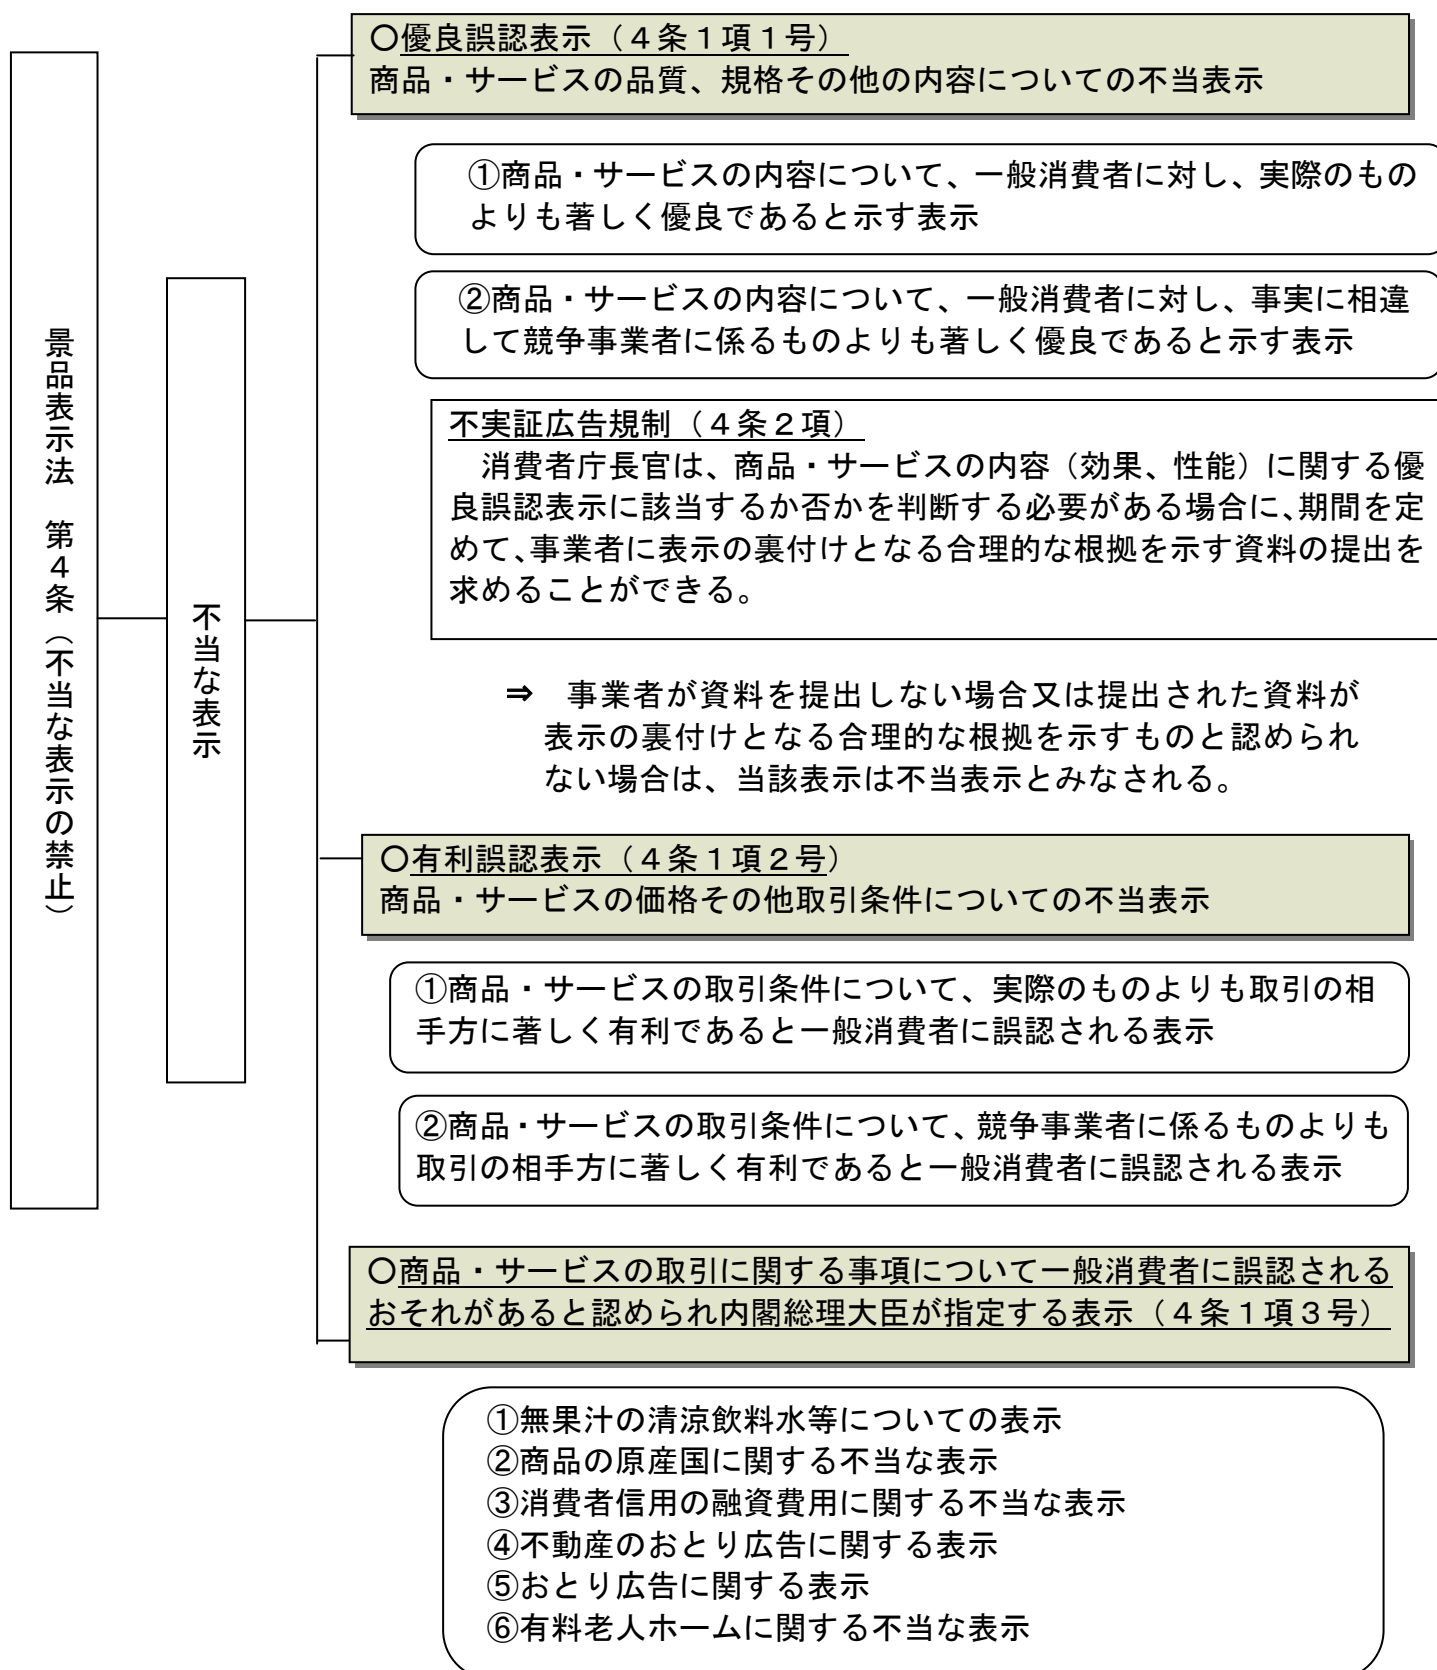 景品表示法　第４条（不当な表示の禁止）
不当な表示
〇優良誤認表示（４条１項１号）
商品・サービスの品質、規格その他の内容についての不当表示
①商品・サービスの内容について、一般消費者に対し、実際のもの
よりも著しく優良であると示す表示
②商品・サービスの内容について、一般消費者に対し、事実に相違
して競争事業者に係るものよりも著しく優良であると示す表示
不実証広告規制（４条２項）
　消費者庁長官は、商品・サービスの内容（効果、性能）に関する優
良誤認表示に該当するか否かを判断する必要がある場合に、期間を定
めて、事業者に表示の裏付けとなる合理的な根拠を示す資料の提出を
求めることができる。
⇒　事業者が資料を提出しない場合又は提出された資料が
表示の裏付けとなる合理的な根拠を示すものと認められ
ない場合は、当該表示は不当表示とみなされる。
〇有利誤認表示（４条１項２号）
商品・サービスの価格その他取引条件についての不当表示
①商品・サービスの取引条件について、実際のものよりも取引の相
手方に著しく有利であると一般消費者に誤認される表示
②商品・サービスの取引条件について、競争事業者に係るものよりも
取引の相手方に著しく有利であると一般消費者に誤認される表示
〇商品・サービスの取引に関する事項について一般消費者に誤認される
おそれがあると認められ内閣総理大臣が指定する表示（４条１項３号）
①無果汁の清涼飲料水等についての表示
②商品の原産国に関する不当な表示
③消費者信用の融資費用に関する不当な表示
④不動産のおとり広告に関する表示
⑤おとり広告に関する表示
⑥有料老人ホームに関する不当な表示